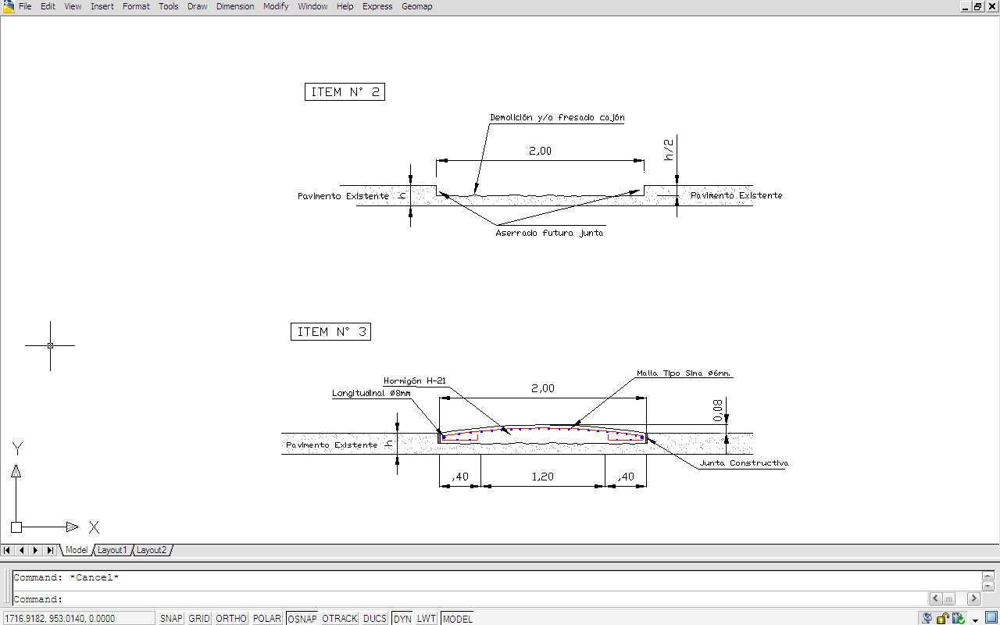 File Edit View Insert Format Tools Draw Dimension Modify Window Help Express Geomap
ITEM N° 2
Demolición y/o fresado cajón
2,00
h/2
Pavimento Existente
h
Pavimento Existente
Aserrado futura junta
ITEM N° 3
Malla Tipo Sima Ø6mm.
Hormigón H-21
2,00
Longitudinal Ø8mm
0,08
Pavimento Existente
h
Junta Constructiva
,40
1,20
,40
Y
X
Model Layout1 Layout2
Command: *Cancel*
Command:
1716.9182, 953.0140, 0.0000 SNAP GRID ORTHO POLAR OSNAP OTRACK DUCS DYN LWT MODEL